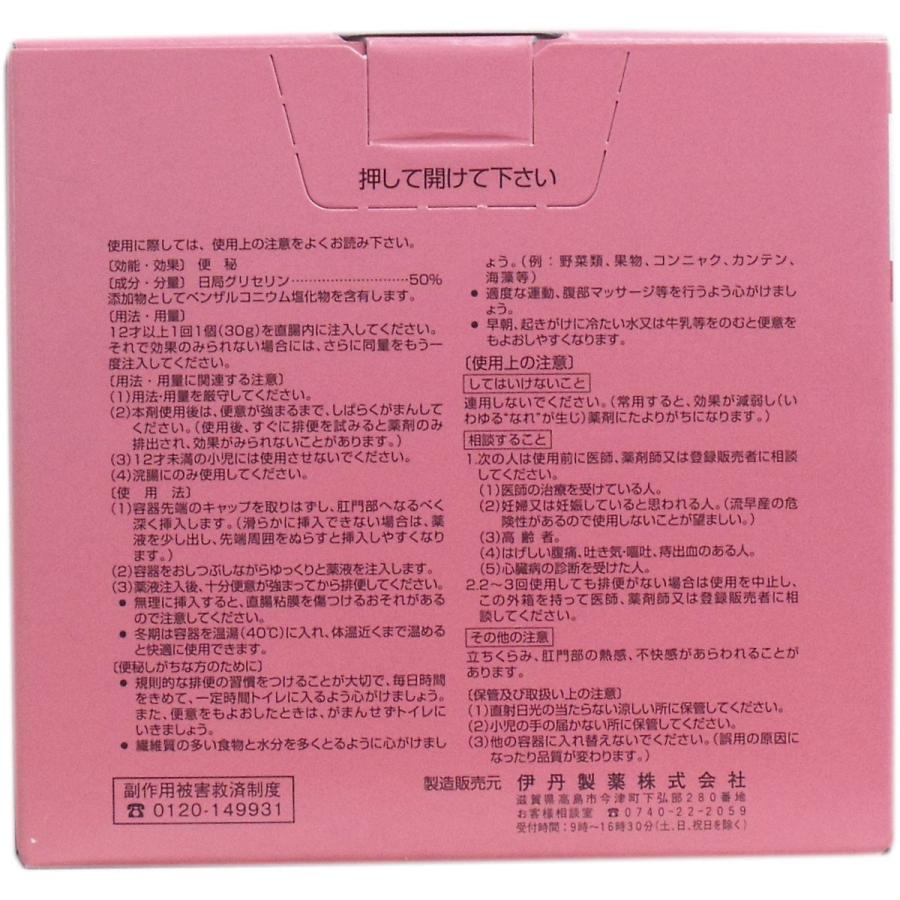 押して開けて下さい
使用に際しては、使用上の注意をよくお読み下さい。
〔効能・効果〕 便　秘
〔成分・分量〕 日局グリセリン……………………50%
添加物としてベンザルコニウム塩化物を含有します。
〔用法・用量〕
12才以上1回1個(30g)を直腸内に注入してください。
それで効果のみられない場合には、さらに同量をもう一
度注入してください。
〔用法・用量に関連する注意〕
(1)用法・用量を厳守してください。
(2)本剤使用後は、便意が強まるまで、しばらくがまんして
ください。（使用後、すぐに排便を試みると薬剤のみ
排出され、効果がみられないことがあります。）
(3)12才未満の小児には使用させないでください。
(4)浣腸にのみ使用してください。
〔使　用　法〕
(1)容器先端のキャップを取りはずし、肛門部へなるべく
深く挿入します。（滑らかに挿入できない場合は、薬
液を少し出し、先端周囲をぬらすと挿入しやすくなり
ます。）
(2)容器をおしつぶしながらゆっくりと薬液を注入します。
(3)薬液注入後、十分便意が強まってから排便してください。
● 無理に挿入すると、直腸粘膜を傷つけるおそれがある
ので注意してください。
● 冬期は容器を温湯(40℃)に入れ、体温近くまで温める
と快適に使用できます。
〔便秘しがちな方のために〕
● 規則的な排便の習慣をつけることが大切で、毎日時間
をきめて、一定時間トイレに入るよう心がけましょう。
また、便意をもよおしたときは、がまんせずトイレに
いきましょう。
● 繊維質の多い食物と水分を多くとるように心がけまし
ょう。（例：野菜類、果物、コンニャク、カンテン、
海藻等）
● 適度な運動、腹部マッサージ等を行うよう心がけまし
ょう。
● 早朝、起きがけに冷たい水又は牛乳等をのむと便意を
もよおしやすくなります。
〔使用上の注意〕
してはいけないこと
連用しないでください。（常用すると、効果が減弱し（い
わゆる“なれ”が生じ）薬剤にたよりがちになります。）
相談すること
1.次の人は使用前に医師、薬剤師又は登録販売者に相談
してください。
(1)医師の治療を受けている人。
(2)妊婦又は妊娠していると思われる人。（流早産の危
険性があるので使用しないことが望ましい。）
(3)高 齢 者。
(4)はげしい腹痛、吐き気・嘔吐、痔出血のある人。
(5)心臓病の診断を受けた人。
2.2～3回使用しても排便がない場合は使用を中止し、
この外箱を持って医師、薬剤師又は登録販売者に相
談してください。
その他の注意
立ちくらみ、肛門部の熱感、不快感があらわれることが
あります。
〔保管及び取扱い上の注意〕
(1)直射日光の当たらない涼しい所に保管してください。
(2)小児の手の届かない所に保管してください。
(3)他の容器に入れ替えないでください。（誤用の原因に
なったり品質が変わります。）
副作用被害救済制度
☎ 0120-149931
製造販売元 伊丹製薬株式会社
滋賀県高島市今津町下弘部280番地
お客様相談室 ☎0740-22-2059
受付時間：9時～16時30分(土、日、祝日を除く)